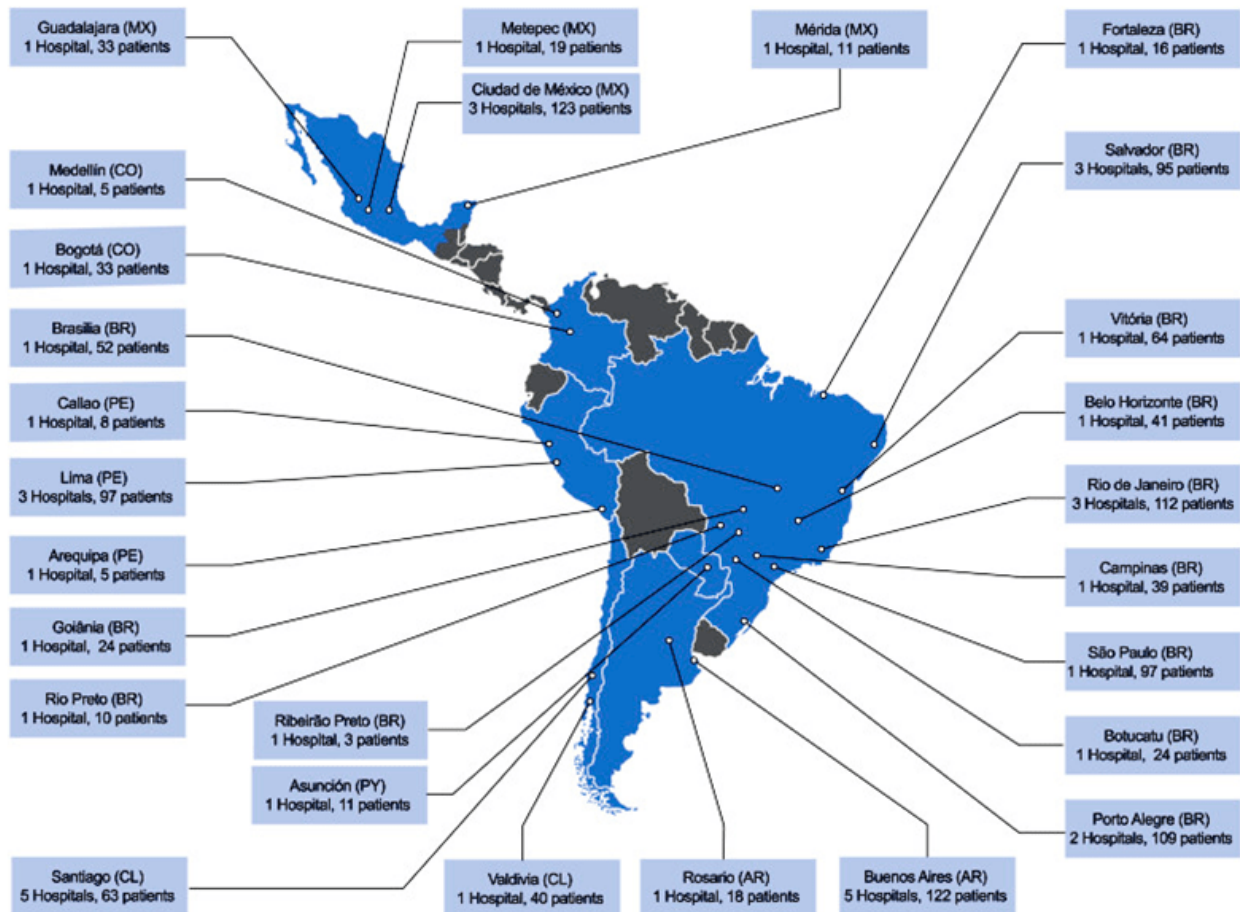 Guadalajara (MX)
1 Hospital, 33 patients
Metepec (MX)
1 Hospital, 19 patients
Mérida (MX)
1 Hospital, 11 patients
Fortaleza (BR)
1 Hospital, 16 patients
Ciudad de México (MX)
3 Hospitals, 123 patients
Salvador (BR)
3 Hospitals, 95 patients
Medellín (CO)
1 Hospital, 5 patients
Bogotá (CO)
1 Hospital, 33 patients
Brasilia (BR)
1 Hospital, 52 patients
Vitória (BR)
1 Hospital, 64 patients
Callao (PE)
1 Hospital, 8 patients
Belo Horizonte (BR)
1 Hospital, 41 patients
Lima (PE)
3 Hospitals, 97 patients
Rio de Janeiro (BR)
3 Hospitals, 112 patients
Arequipa (PE)
1 Hospital, 5 patients
Campinas (BR)
1 Hospital, 39 patients
Goiânia (BR)
1 Hospital, 24 patients
São Paulo (BR)
1 Hospital, 97 patients
Rio Preto (BR)
1 Hospital, 10 patients
Ribeirão Preto (BR)
1 Hospital, 3 patients
Botucatu (BR)
1 Hospital, 24 patients
Asunción (PY)
1 Hospital, 11 patients
Porto Alegre (BR)
2 Hospitals, 109 patients
Santiago (CL)
5 Hospitals, 63 patients
Valdivia (CL)
1 Hospital, 40 patients
Rosario (AR)
1 Hospital, 18 patients
Buenos Aires (AR)
5 Hospitals, 122 patients